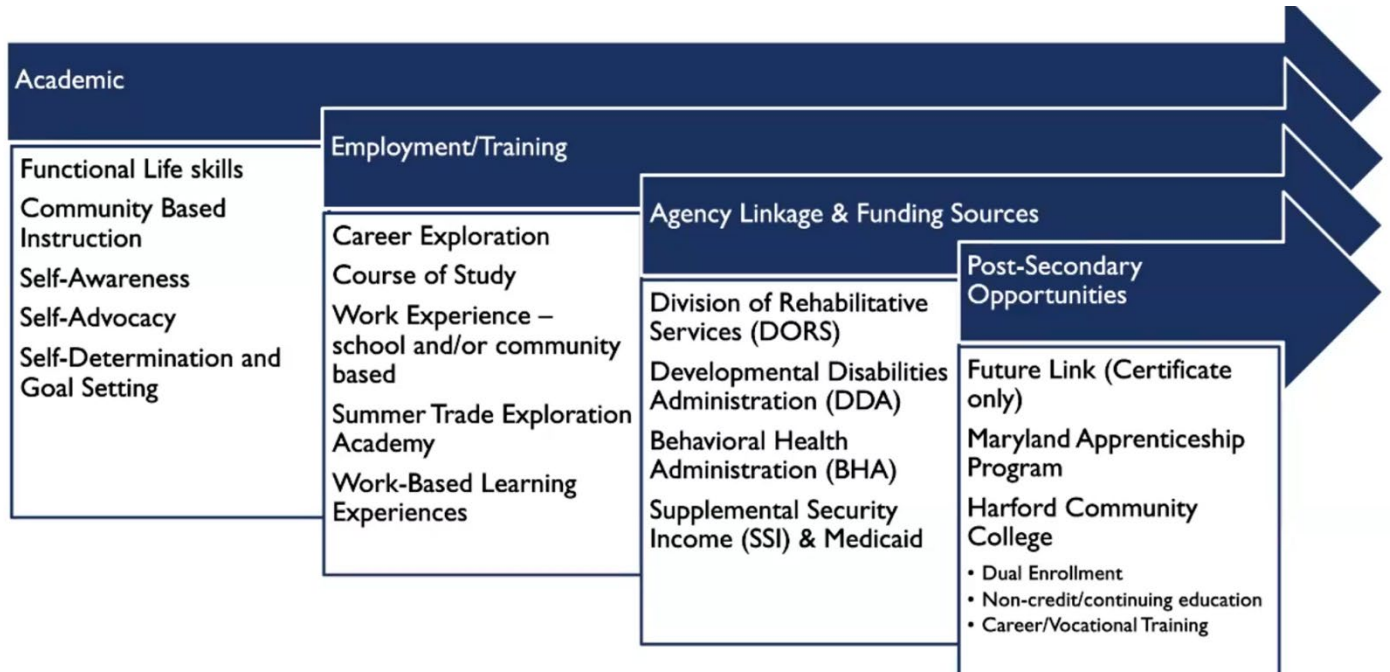 Academic
Functional Life skills
Community Based
Instruction
Self-Awareness
Self-Advocacy
Self-Determination and
Goal Setting
Employment/Training
Career Exploration
Course of Study
Work Experience –
school and/or community
based
Summer Trade Exploration
Academy
Work-Based Learning
Experiences
Agency Linkage & Funding Sources
Division of Rehabilitative
Services (DORS)
Developmental Disabilities
Administration (DDA)
Behavioral Health
Administration (BHA)
Supplemental Security
Income (SSI) & Medicaid
Post-Secondary
Opportunities
Future Link (Certificate
only)
Maryland Apprenticeship
Program
Harford Community
College
• Dual Enrollment
• Non-credit/continuing education
• Career/Vocational Training